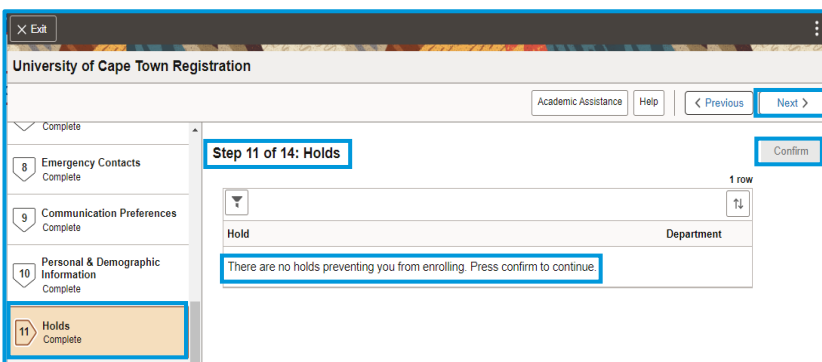 Exit
University of Cape Town Registration
Academic Assistance Help Previous Next
Complete
8 Emergency Contacts
Complete
9 Communication Preferences
Complete
10 Personal & Demographic
Information
Complete
11 Holds
Complete
Step 11 of 14: Holds
Confirm
1 row
Hold Department
There are no holds preventing you from enrolling. Press confirm to continue.